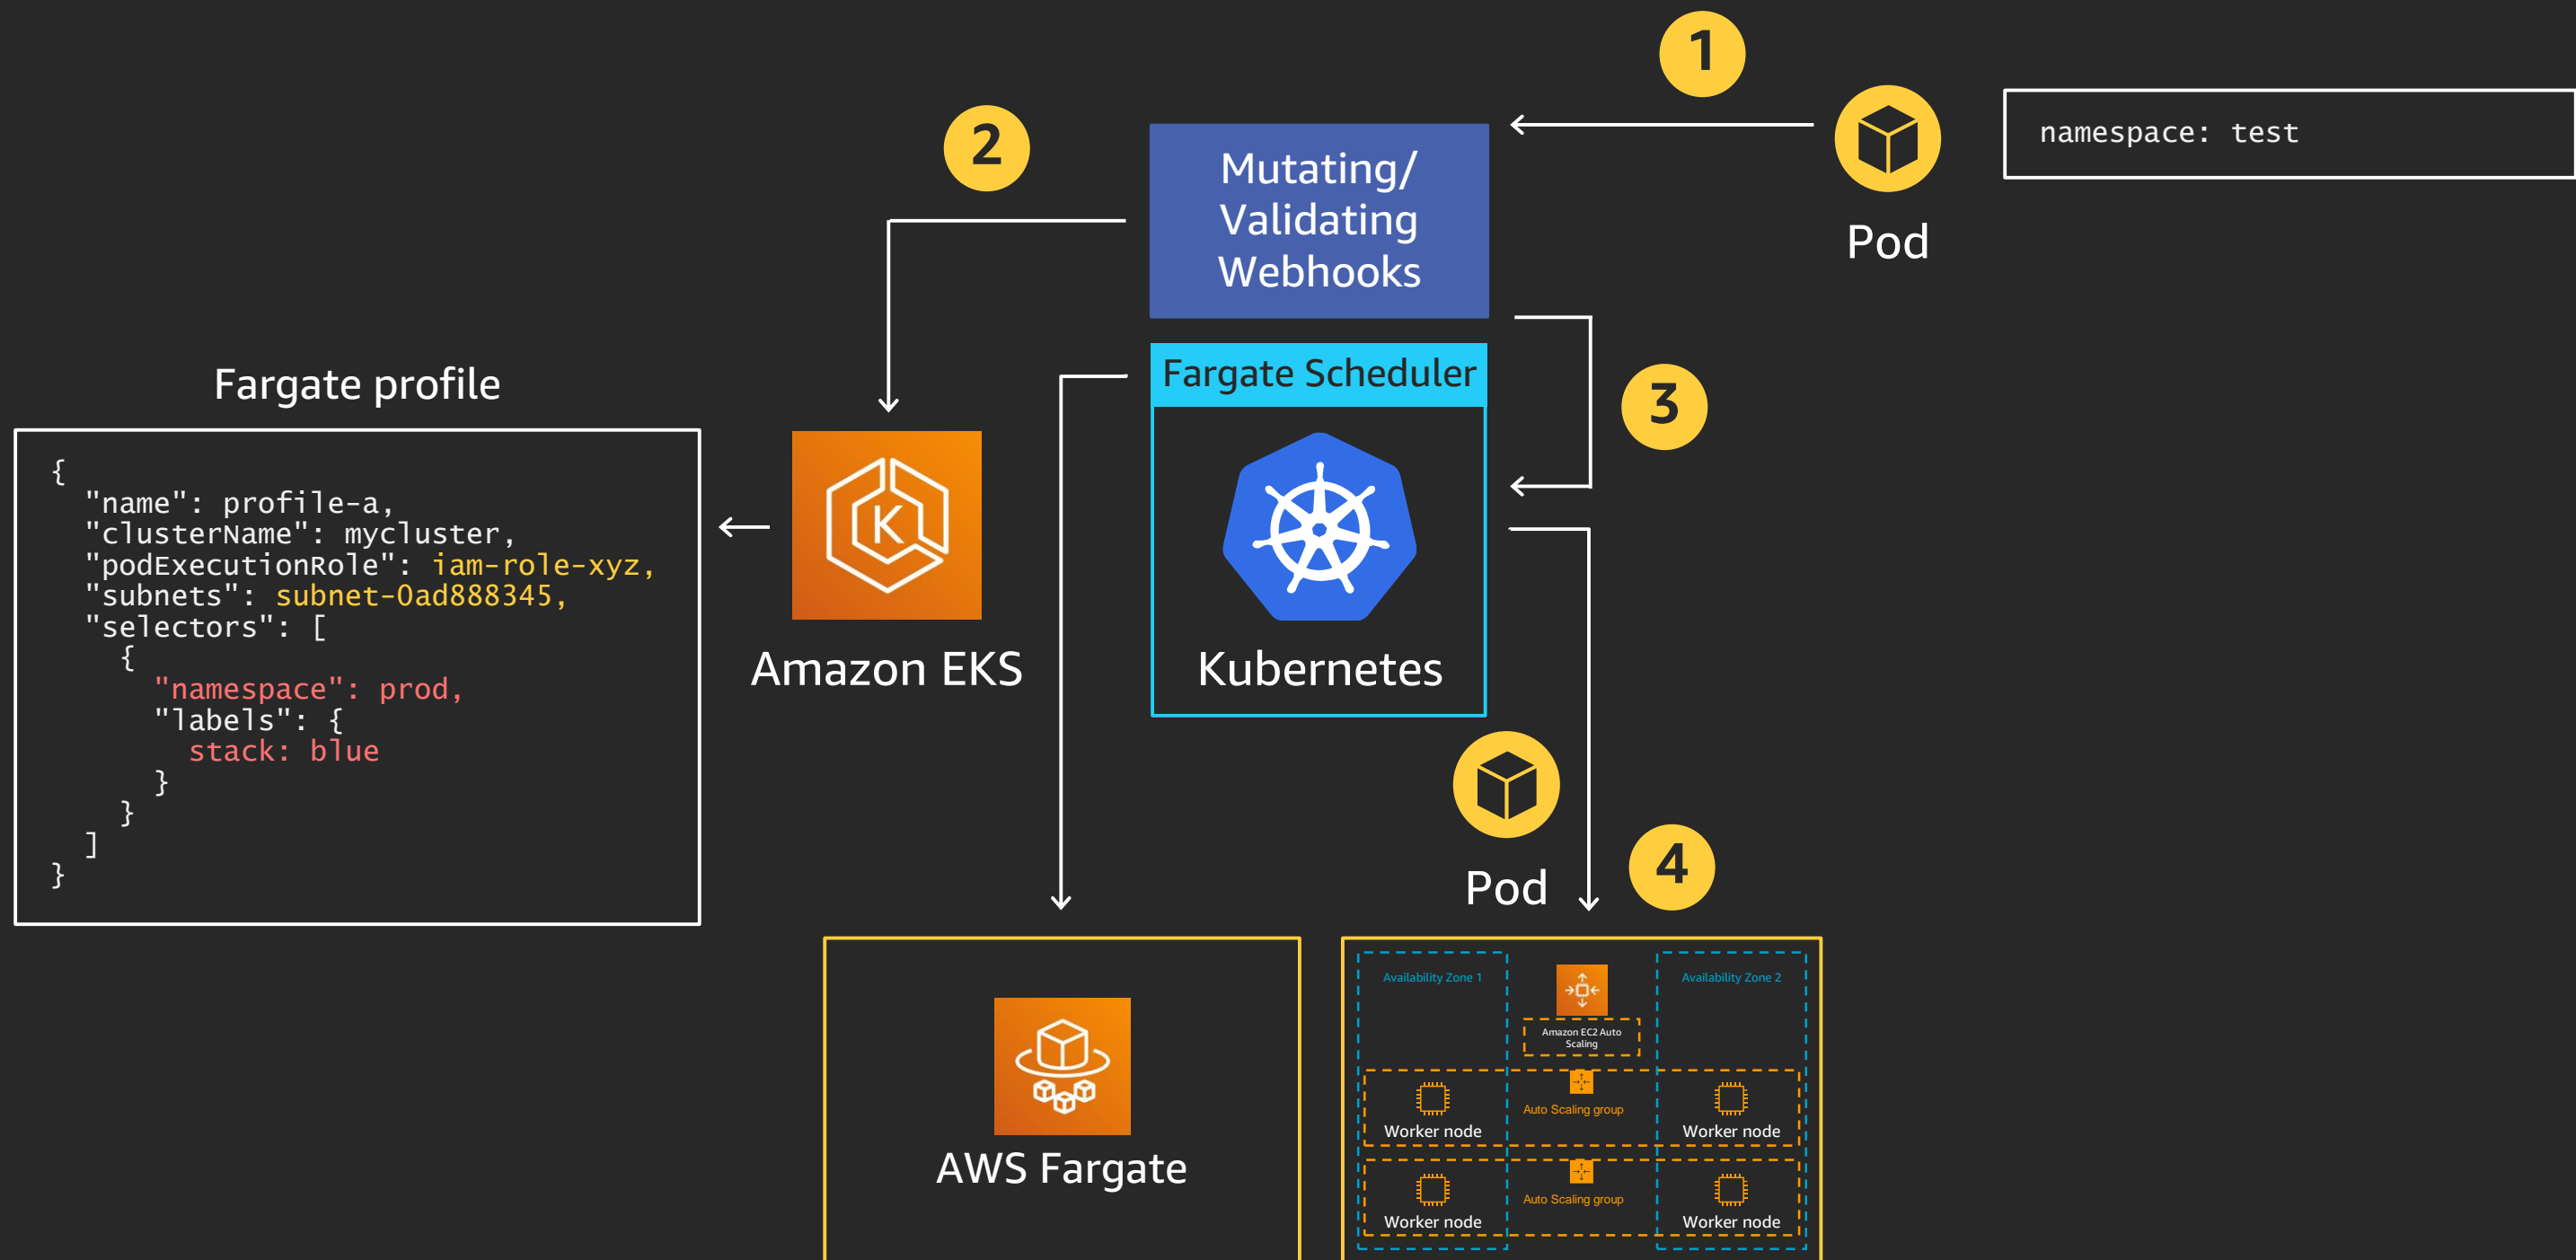 1
namespace: test
Pod
2
Mutating/
Validating
Webhooks
Fargate Scheduler
3
Kubernetes
Fargate profile
{
"name": profile-a,
"clusterName": mycluster,
"podExecutionRole": iam-role-xyz,
"subnets": subnet-0ad888345,
"selectors": [
{
"namespace": prod,
"labels": {
stack: blue
}
}
]
}
K
Amazon EKS
Pod
4
AWS Fargate
Availability Zone 1
Amazon EC2 Auto
Scaling
Availability Zone 2
Worker node
Auto Scaling group
Worker node
Worker node
Auto Scaling group
Worker node